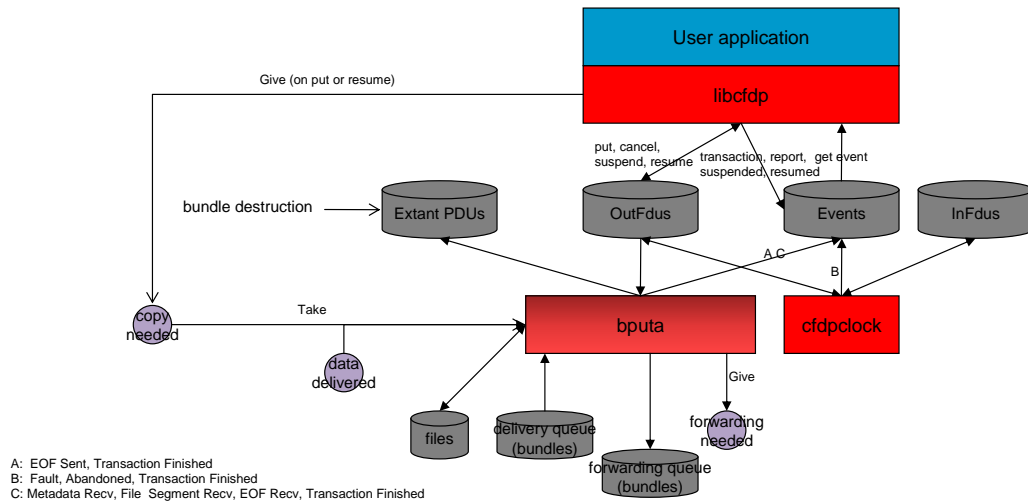 User application
Give (on put or resume)
libcfdp
put, cancel,
suspend, resume
transaction, report,
suspended, resumed
get event
bundle destruction
Extant PDUs
OutFdus
Events
InFdus
A C
B
copy
needed
Take
bputa
cfdpclock
data
delivered
Give
files
delivery queue
(bundles)
forwarding
needed
forwarding queue
(bundles)
A: EOF Sent, Transaction Finished
B: Fault, Abandoned, Transaction Finished
C: Metadata Recv, File Segment Recv, EOF Recv, Transaction Finished